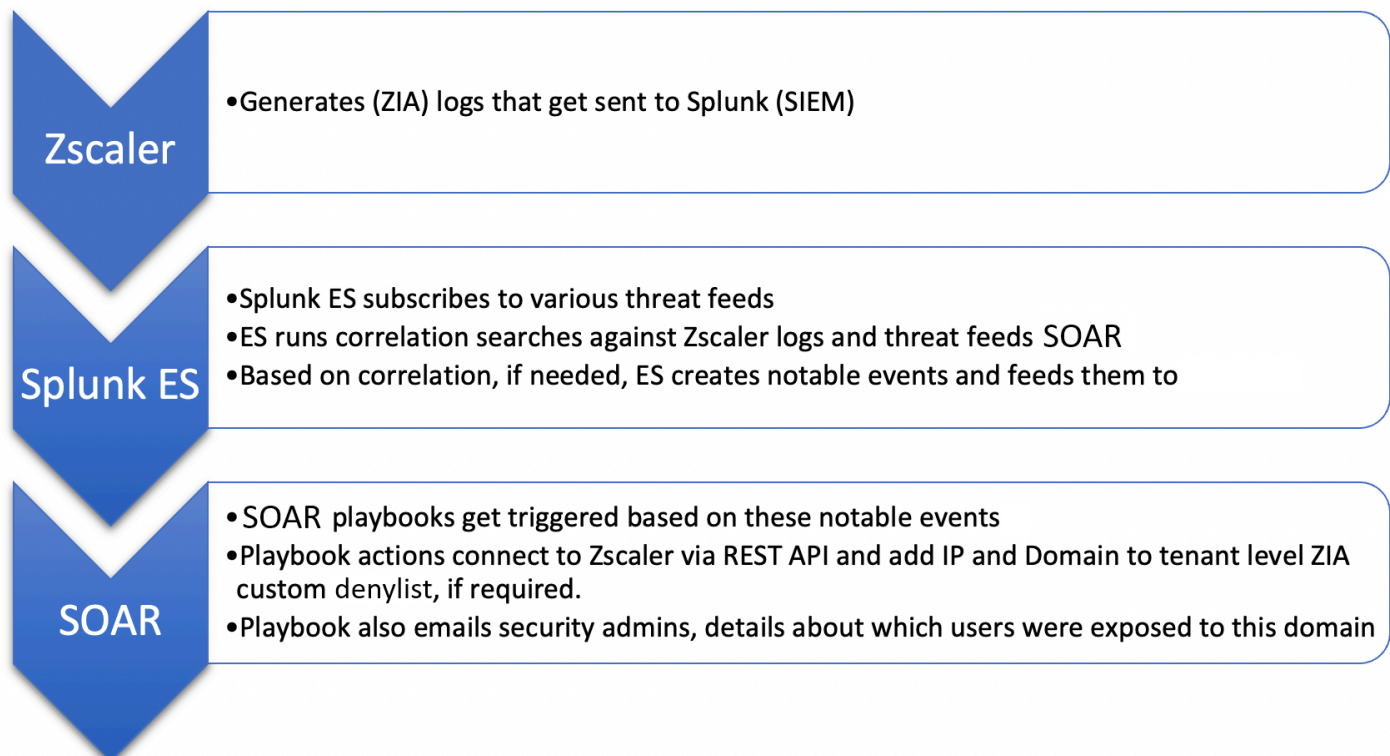 Zscaler
•Generates (ZIA) logs that get sent to Splunk (SIEM)
Splunk ES
•Splunk ES subscribes to various threat feeds
•ES runs correlation searches against Zscaler logs and threat feeds SOAR
•Based on correlation, if needed, ES creates notable events and feeds them to
SOAR
•SOAR playbooks get triggered based on these notable events
•Playbook actions connect to Zscaler via REST API and add IP and Domain to tenant level ZIA
custom denylist, if required.
•Playbook also emails security admins, details about which users were exposed to this domain